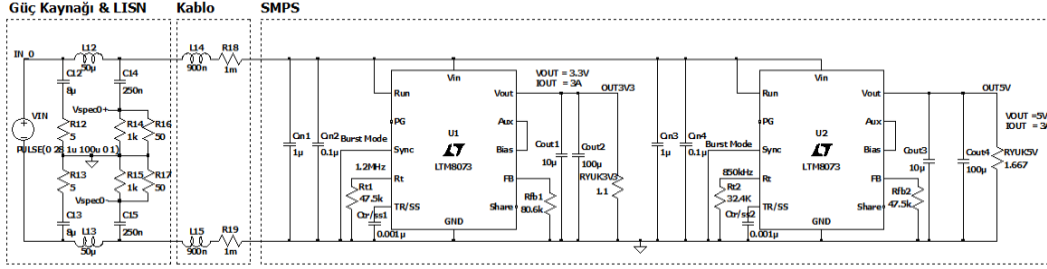 Güç Kaynağı & LISN
Kablo
SMPS
IN_0
L12
50µ
C12
8µ
C14
250n
Vspec0+
VIN
R12
5
R14
1k
R16
50
PULSE(0 28 1u 100u 0 1)
R13
5
R15
1k
R17
50
Vspec0-
C13
8µ
L13
50µ
C15
250n
L14
900n
R18
1m
L15
900n
R19
1m
Cin1
1µ
Cin2
0.1µ
Burst Mode
1.2MHz
Rt1
47.5k
Ctr/ss1
0.001µ
Vin
Run
Vout
PG
Aux
U1
Sync
LTM8073
Bias
Rt
FB
TR/SS
Share
GND
VOUT = 3.3V
IOUT = 3A
OUT3V3
Cout1
10µ
Cout2
100µ
RYUK3V3
1.1
Rfb1
80.6k
Cin3
1µ
Cin4
0.1µ
Burst Mode
850kHz
Rt2
32.4K
Ctr/ss2
0.001µ
Vin
Run
Vout
PG
Aux
U2
Sync
LTM8073
Bias
Rt
FB
TR/SS
Share
GND
OUT5V
VOUT =5V
Cout3
10µ
Cout4
100µ
RYUK5V
1.667
Rfb2
47.5k